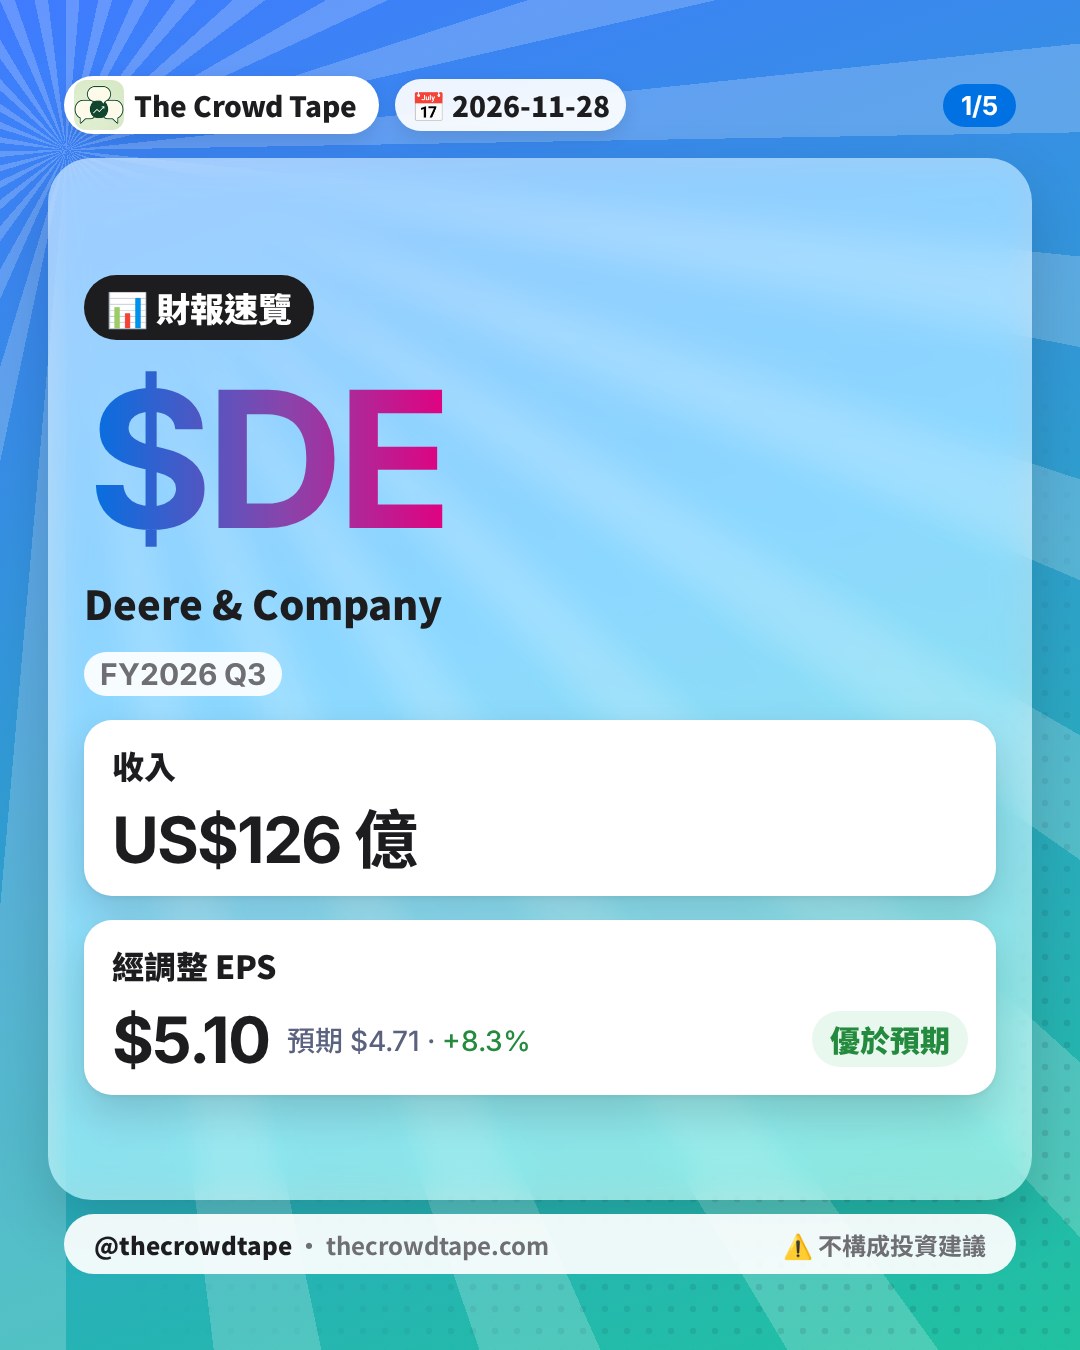 The Crowd Tape
📅 2026-11-28
1/5
📊 財報速覽
$DE
Deere & Company
FY2026 Q3
收入
US$126 億
經調整 EPS
$5.10 預期 $4.71 · +8.3%
優於預期
@thecrowdtape • thecrowdtape.com
⚠️ 不構成投資建議